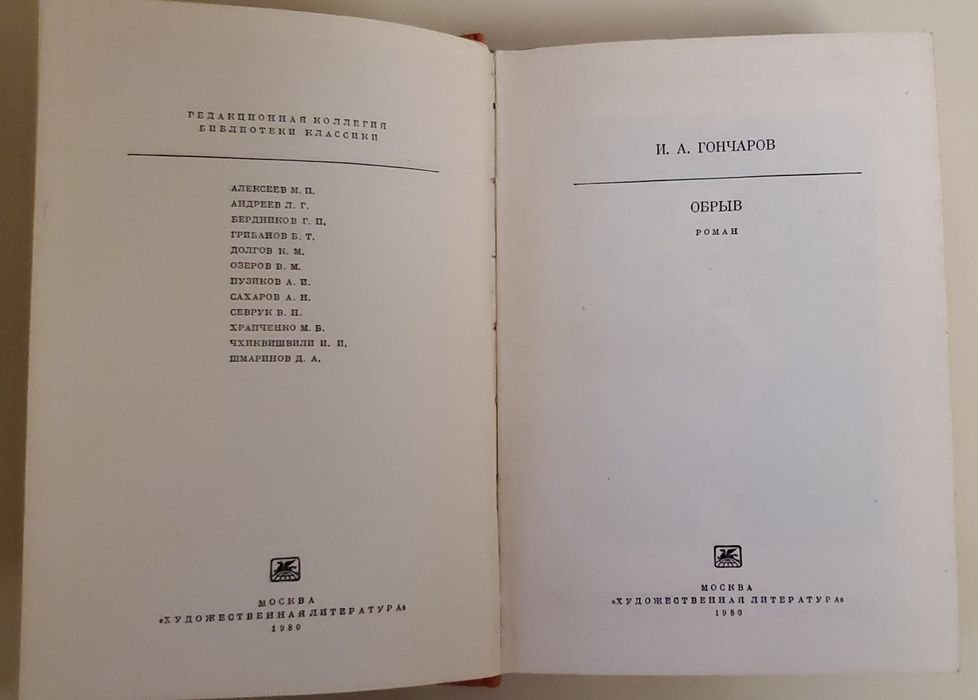 РЕДАКЦИОННАЯ КОЛЛЕГИЯ
БИБЛИОТЕКИ КЛАССИКИ
АЛЕКСЕЕВ М. П.
АНДРЕЕВ Л. Г.
БЕРДНИКОВ Г. П.
ГРИБАНОВ Б. Т.
ДОЛГОВ К. М.
ОЗЕРОВ В. М.
ПУЗИКОВ А. И.
САХАРОВ А. Н.
СЕВРУК В. Н.
ХРАПЧЕНКО М. Б.
ЧХИКВИШВИЛИ И. И.
ШМАРИНОВ Д. А.
МОСКВА
«ХУДОЖЕСТВЕННАЯ ЛИТЕРАТУРА»
1980
И. А. ГОНЧАРОВ
ОБРЫВ
РОМАН
МОСКВА
«ХУДОЖЕСТВЕННАЯ ЛИТЕРАТУРА»
1980